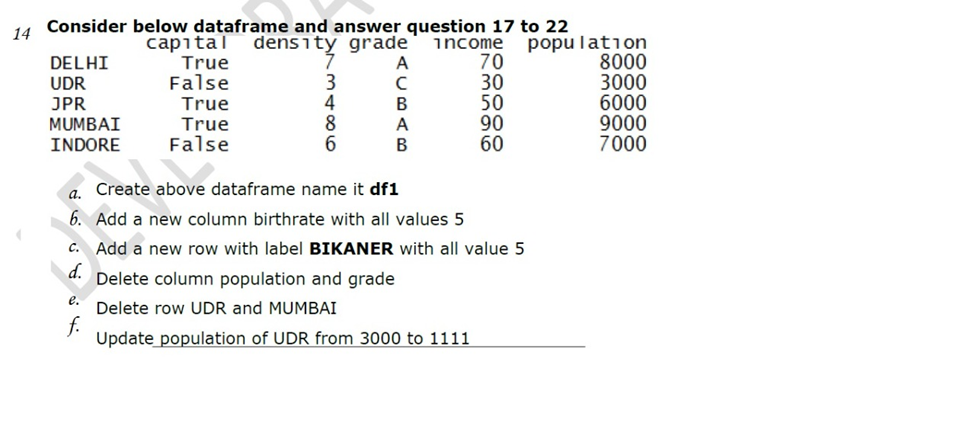 14 Consider below dataframe and answer question 17 to 22
capital density grade income population
DELHI True 7 A 70 8000
UDR False 3 C 30 3000
JPR True 4 B 50 6000
MUMBAI True 8 A 90 9000
INDORE False 6 B 60 7000
a. Create above dataframe name it df1
b. Add a new column birthrate with all values 5
c. Add a new row with label BIKANER with all value 5
d. Delete column population and grade
e. Delete row UDR and MUMBAI
f. Update population of UDR from 3000 to 1111